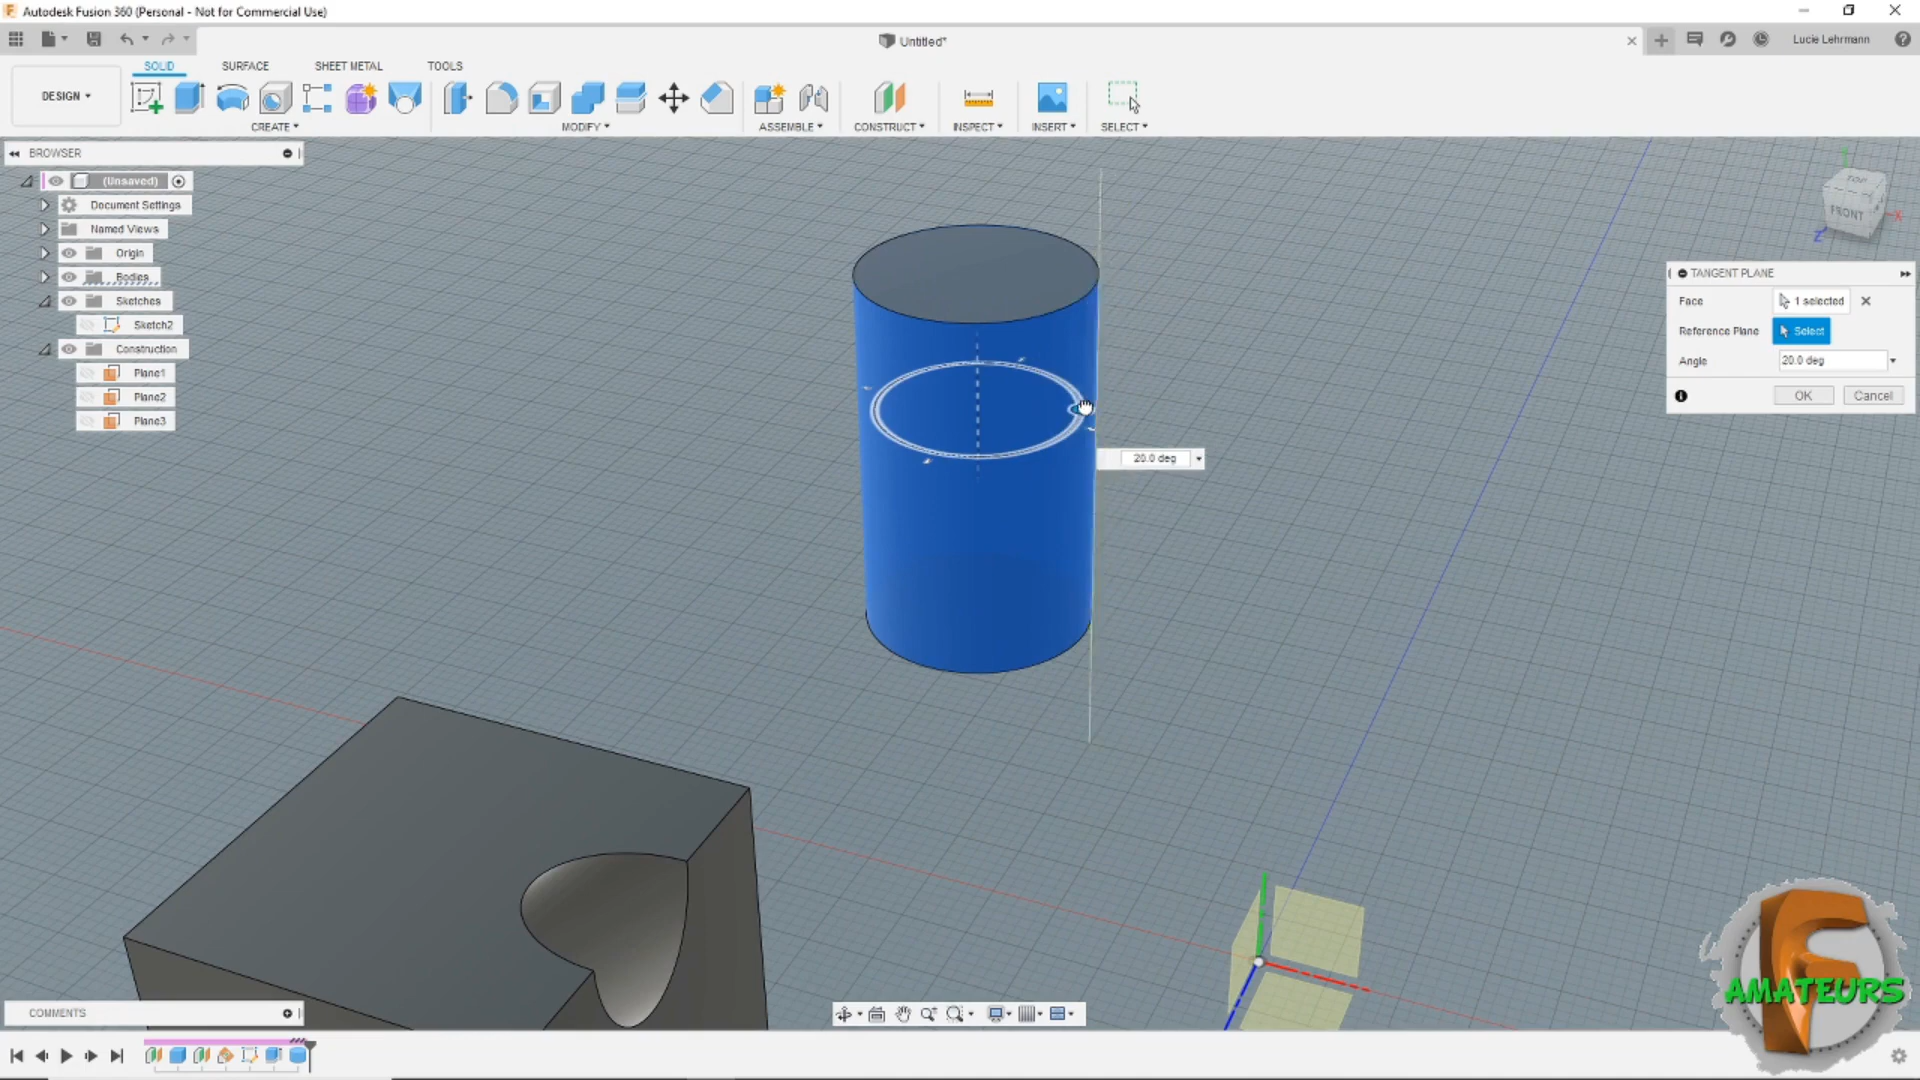 Autodesk Fusion 360 (Personal - Not for Commercial Use)
Untitled*
Lucie Lehrmann
DESIGN
SOLID
SURFACE
SHEET METAL
TOOLS
CREATE
MODIFY
ASSEMBLE
CONSTRUCT
INSPECT
INSERT
SELECT
BROWSER
(Unsaved)
Document Settings
Named Views
Origin
Bodies
Sketches
Sketch2
Construction
Plane1
Plane2
Plane3
TOP
FRONT
X
Z
TANGENT PLANE
Face
1 selected
Reference Plane
Select
Angle
20.0 deg
OK
Cancel
20.0 deg
COMMENTS
AMATEURS